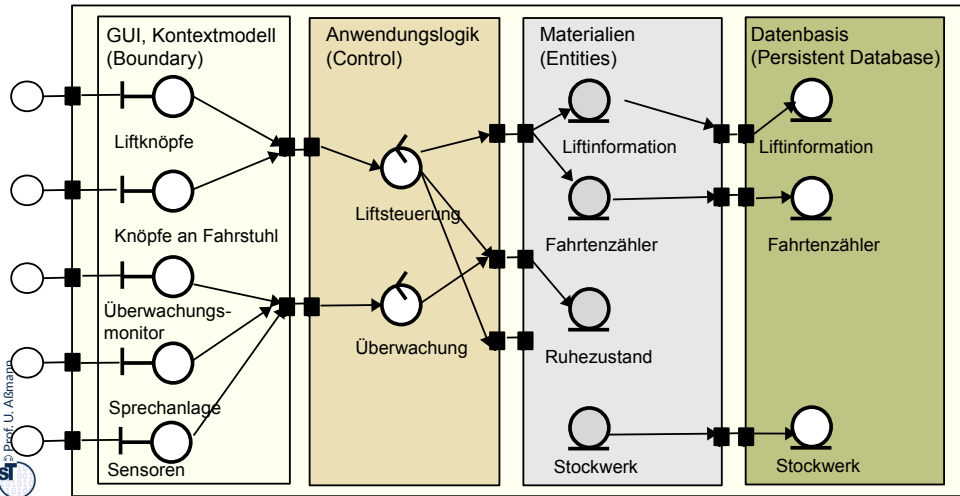 GUI, Kontextmodell
(Boundary)
Liftknöpfe
Knöpfe an Fahrstuhl
Überwachungs-
monitor
Sprechanlage
Sensoren
Anwendungslogik
(Control)
Liftsteuerung
Überwachung
Materialien
(Entities)
Liftinformation
Fahrtenzähler
Ruhezustand
Stockwerk
Datenbasis
(Persistent Database)
Liftinformation
Fahrtenzähler
Stockwerk
© Prof. U. Aßmann
ST